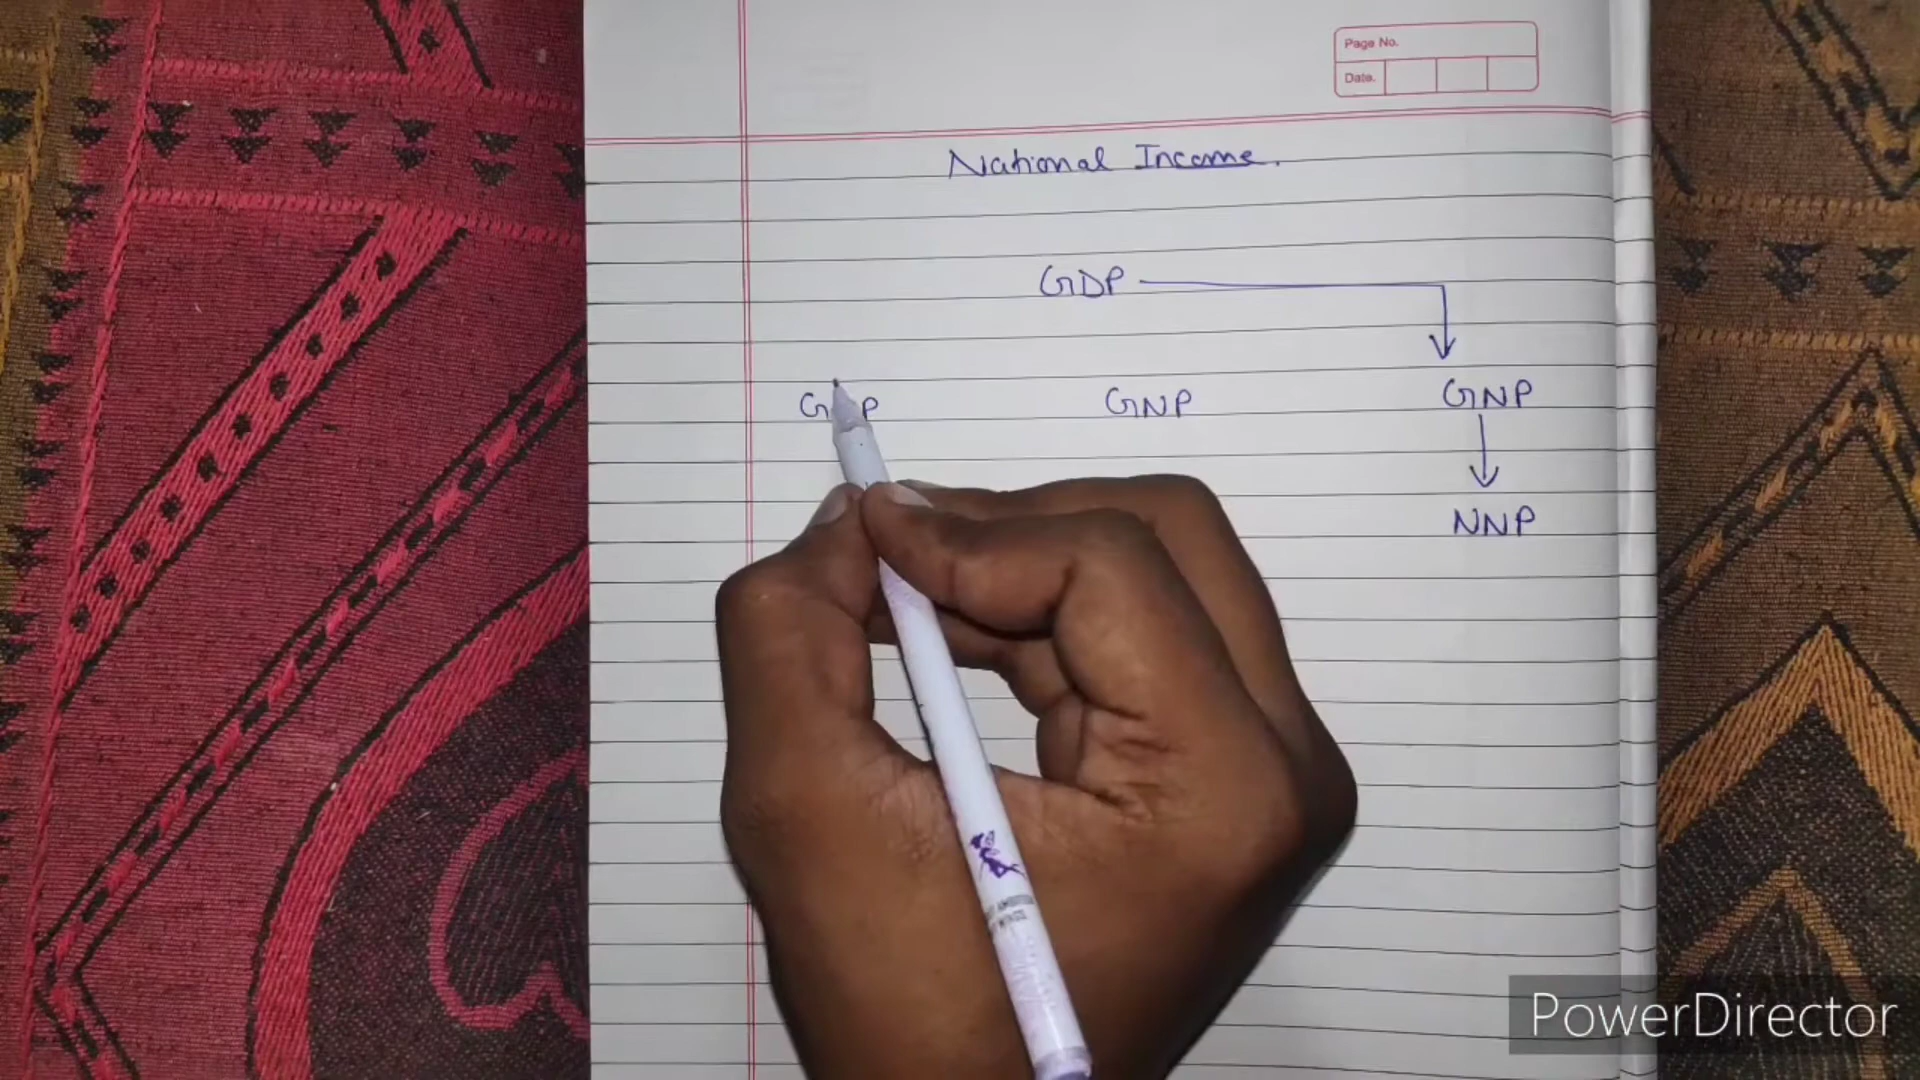 Page No.
Date.
National Income.
GDP
GNP GNP
NNP
PowerDirector